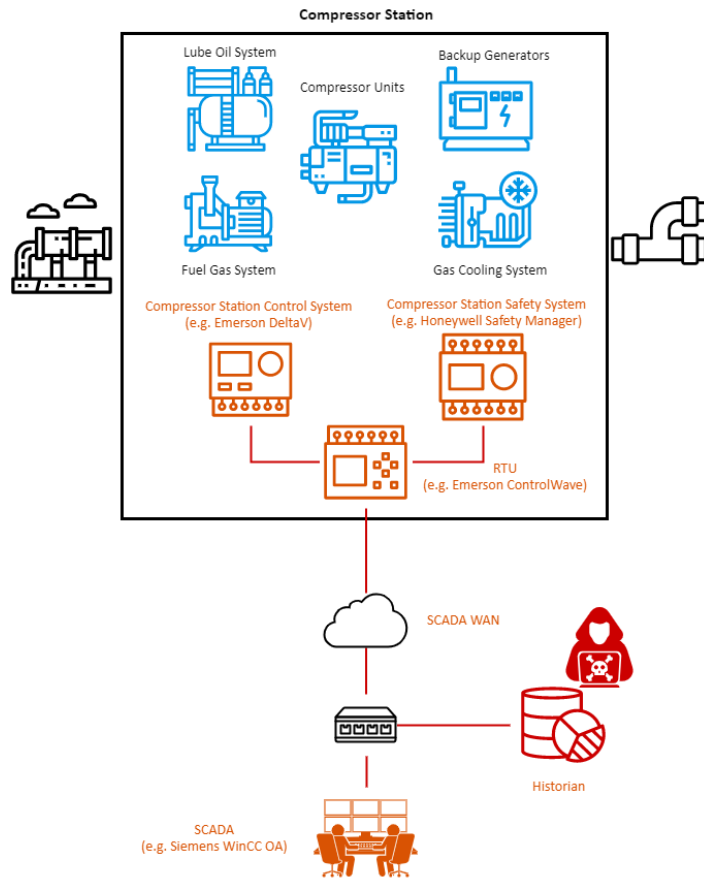 Compressor Station
Lube Oil System
Backup Generators
Compressor Units
Fuel Gas System
Gas Cooling System
Compressor Station Control System
(e.g. Emerson DeltaV)
Compressor Station Safety System
(e.g. Honeywell Safety Manager)
RTU
(e.g. Emerson ControlWave)
SCADA WAN
Historian
SCADA
(e.g. Siemens WinCC OA)